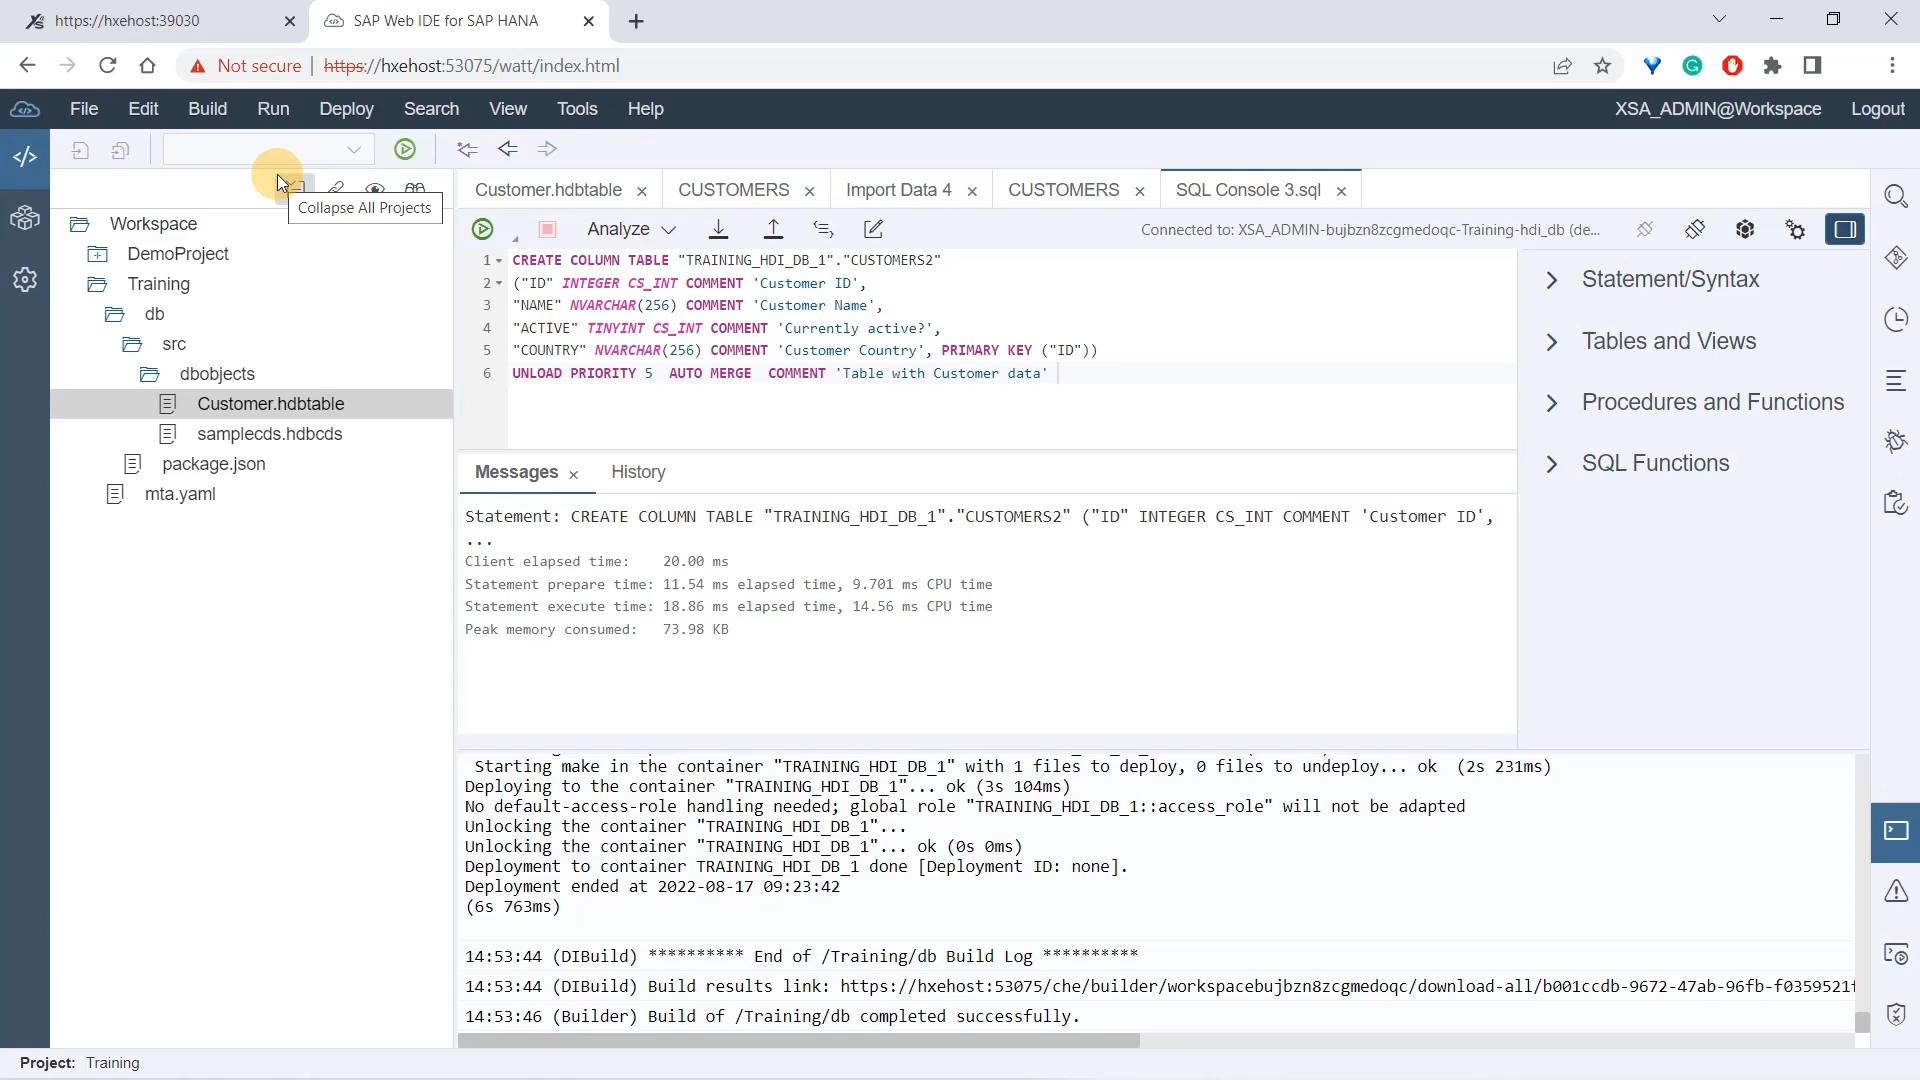 https://hxehost:39030
SAP Web IDE for SAP HANA
Not secure
https://hxehost:53075/watt/index.html
File Edit Build Run Deploy Search View Tools Help
XSA_ADMIN@Workspace
Logout
Collapse All Projects
Workspace
DemoProject
Training
db
src
dbobjects
Customer.hdbtable
samplecds.hdbcds
package.json
mta.yaml
Customer.hdbtable
CUSTOMERS
Import Data 4
CUSTOMERS
SQL Console 3.sql
Analyze
Connected to: XSA_ADMIN-bujbzn8zcgmedoqc-Training-hdi_db (de...
1 CREATE COLUMN TABLE "TRAINING_HDI_DB_1"."CUSTOMERS2"
2 ("ID" INTEGER CS_INT COMMENT 'Customer ID',
3 "NAME" NVARCHAR(256) COMMENT 'Customer Name',
4 "ACTIVE" TINYINT CS_INT COMMENT 'Currently active?',
5 "COUNTRY" NVARCHAR(256) COMMENT 'Customer Country', PRIMARY KEY ("ID"))
6 UNLOAD PRIORITY 5  AUTO MERGE  COMMENT 'Table with Customer data'
Statement/Syntax
Tables and Views
Procedures and Functions
SQL Functions
Messages
History
Statement: CREATE COLUMN TABLE "TRAINING_HDI_DB_1"."CUSTOMERS2" ("ID" INTEGER CS_INT COMMENT 'Customer ID',
...
Client elapsed time: 20.00 ms
Statement prepare time: 11.54 ms elapsed time, 9.701 ms CPU time
Statement execute time: 18.86 ms elapsed time, 14.56 ms CPU time
Peak memory consumed: 73.98 KB
Starting make in the container "TRAINING_HDI_DB_1" with 1 files to deploy, 0 files to undeploy... ok (2s 231ms)
Deploying to the container "TRAINING_HDI_DB_1"... ok (3s 104ms)
No default-access-role handling needed; global role "TRAINING_HDI_DB_1::access_role" will not be adapted
Unlocking the container "TRAINING_HDI_DB_1"...
Unlocking the container "TRAINING_HDI_DB_1"... ok (0s 0ms)
Deployment to container TRAINING_HDI_DB_1 done [Deployment ID: none].
Deployment ended at 2022-08-17 09:23:42
(6s 763ms)
14:53:44 (DIBuild) ********** End of /Training/db Build Log **********
14:53:44 (DIBuild) Build results link: https://hxehost:53075/che/builder/workspacebujbzn8zcgmedoqc/download-all/b001ccdb-9672-47ab-96fb-f0359521
14:53:46 (Builder) Build of /Training/db completed successfully.
Project: Training